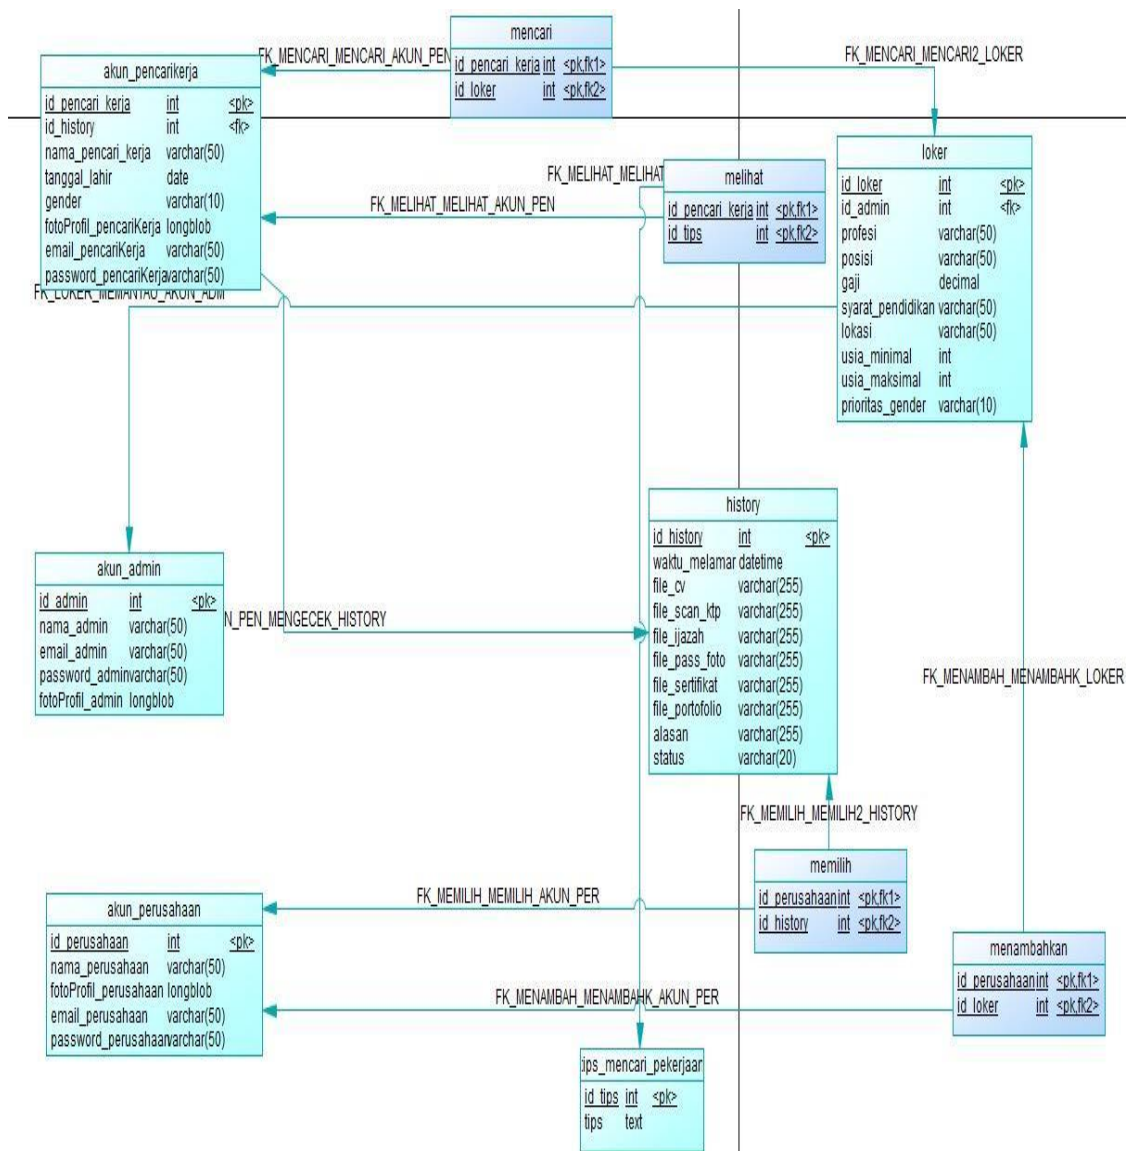 mencari
id_pencari_kerja int <pk,fk1>
id_loker int <pk,fk2>
FK_MENCARI_MENCARI_AKUN_PEN
FK_MENCARI_MENCARI2_LOKER
akun_pencarikerja
id_pencari_kerja int <pk>
id_history int <fk>
nama_pencari_kerja varchar(50)
tanggal_lahir date
gender varchar(10)
fotoProfil_pencariKerja longblob
email_pencariKerja varchar(50)
password_pencariKerja varchar(50)
FK_MELIHAT_MELIHAT
melihat
id_pencari_kerja int <pk,fk1>
id_tips int <pk,fk2>
FK_MELIHAT_MELIHAT_AKUN_PEN
loker
id_loker int <pk>
id_admin int <fk>
profesi varchar(50)
posisi varchar(50)
gaji decimal
syarat_pendidikan varchar(50)
lokasi varchar(50)
usia_minimal int
usia_maksimal int
prioritas_gender varchar(10)
FK_LOKER_MEMANTAU_AKUN_ADM
history
id_history int <pk>
waktu_melamar datetime
file_cv varchar(255)
file_scan_ktp varchar(255)
file_ijazah varchar(255)
file_pass_foto varchar(255)
file_sertifikat varchar(255)
file_portofolio varchar(255)
alasan varchar(255)
status varchar(20)
akun_admin
id_admin int <pk>
nama_admin varchar(50)
email_admin varchar(50)
password_admin varchar(50)
fotoProfil_admin longblob
N_PEN_MENGECEK_HISTORY
FK_MENAMBAH_MENAMBAHK_LOKER
FK_MEMILIH_MEMILIH2_HISTORY
memilih
id_perusahaan int <pk,fk1>
id_history int <pk,fk2>
FK_MEMILIH_MEMILIH_AKUN_PER
akun_perusahaan
id_perusahaan int <pk>
nama_perusahaan varchar(50)
fotoProfil_perusahaan longblob
email_perusahaan varchar(50)
password_perusahaan varchar(50)
menambahkan
id_perusahaan int <pk,fk1>
id_loker int <pk,fk2>
FK_MENAMBAH_MENAMBAHK_AKUN_PER
tips_mencari_pekerjaan
id_tips int <pk>
tips text